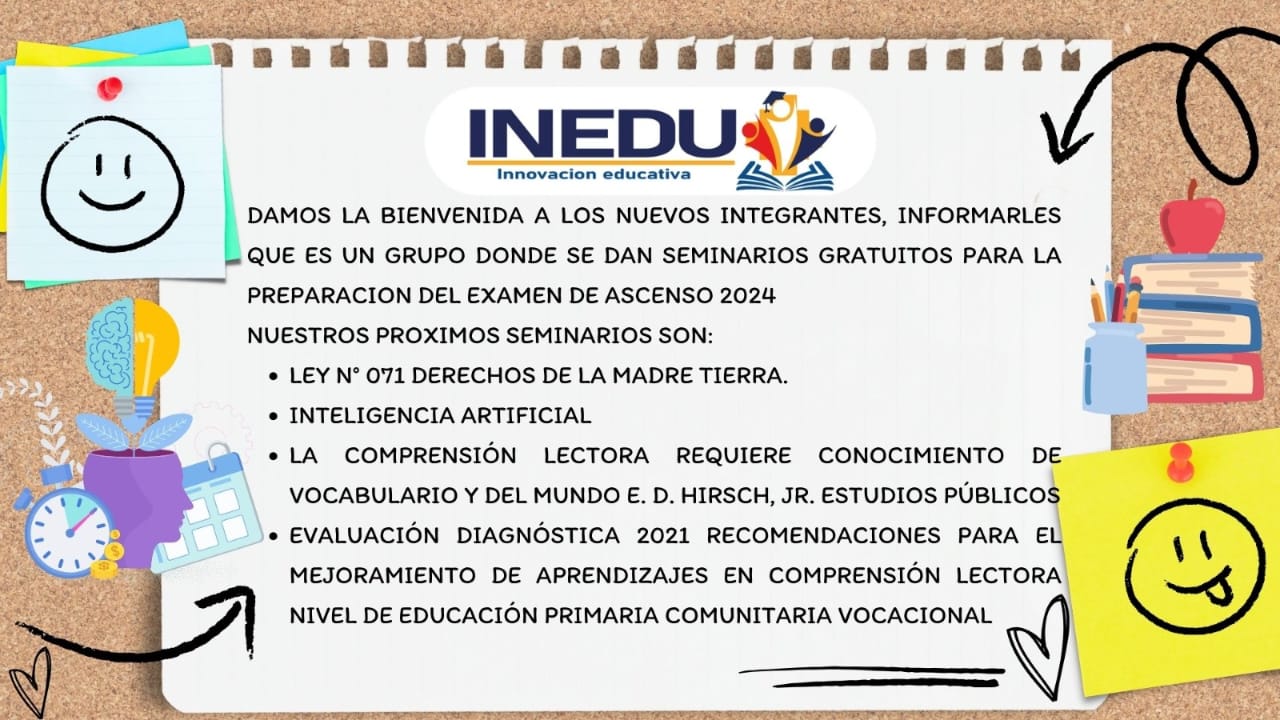 INEDU
Innovacion educativa
DAMOS LA BIENVENIDA A LOS NUEVOS INTEGRANTES, INFORMARLES
QUE ES UN GRUPO DONDE SE DAN SEMINARIOS GRATUITOS PARA LA
PREPARACION DEL EXAMEN DE ASCENSO 2024
NUESTROS PROXIMOS SEMINARIOS SON:
• LEY N° 071 DERECHOS DE LA MADRE TIERRA.
• INTELIGENCIA ARTIFICIAL
• LA COMPRENSIÓN LECTORA REQUIERE CONOCIMIENTO DE
VOCABULARIO Y DEL MUNDO E. D. HIRSCH, JR. ESTUDIOS PÚBLICOS
• EVALUACIÓN DIAGNÓSTICA 2021 RECOMENDACIONES PARA EL
MEJORAMIENTO DE APRENDIZAJES EN COMPRENSIÓN LECTORA
NIVEL DE EDUCACIÓN PRIMARIA COMUNITARIA VOCACIONAL